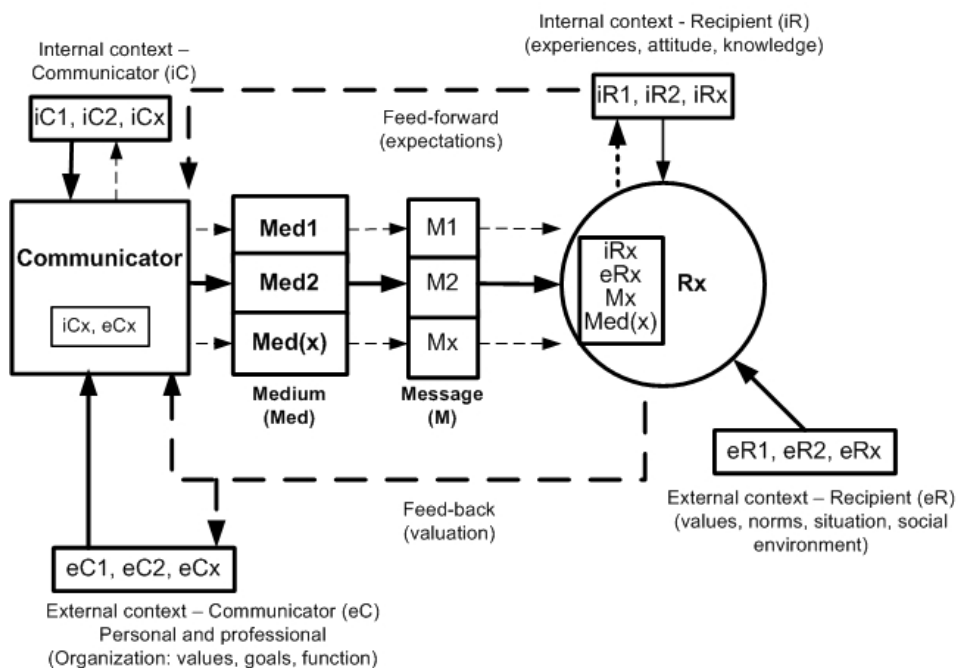 Internal context –
Communicator (iC)
iC1, iC2, iCx
Internal context - Recipient (iR)
(experiences, attitude, knowledge)
iR1, iR2, iRx
Feed-forward
(expectations)
Communicator
iCx, eCx
Med1
Med2
Med(x)
Medium
(Med)
M1
M2
Mx
Message
(M)
iRx
eRx
Mx
Med(x)
Rx
eR1, eR2, eRx
External context – Recipient (eR)
(values, norms, situation, social
environment)
Feed-back
(valuation)
eC1, eC2, eCx
External context – Communicator (eC)
Personal and professional
(Organization: values, goals, function)